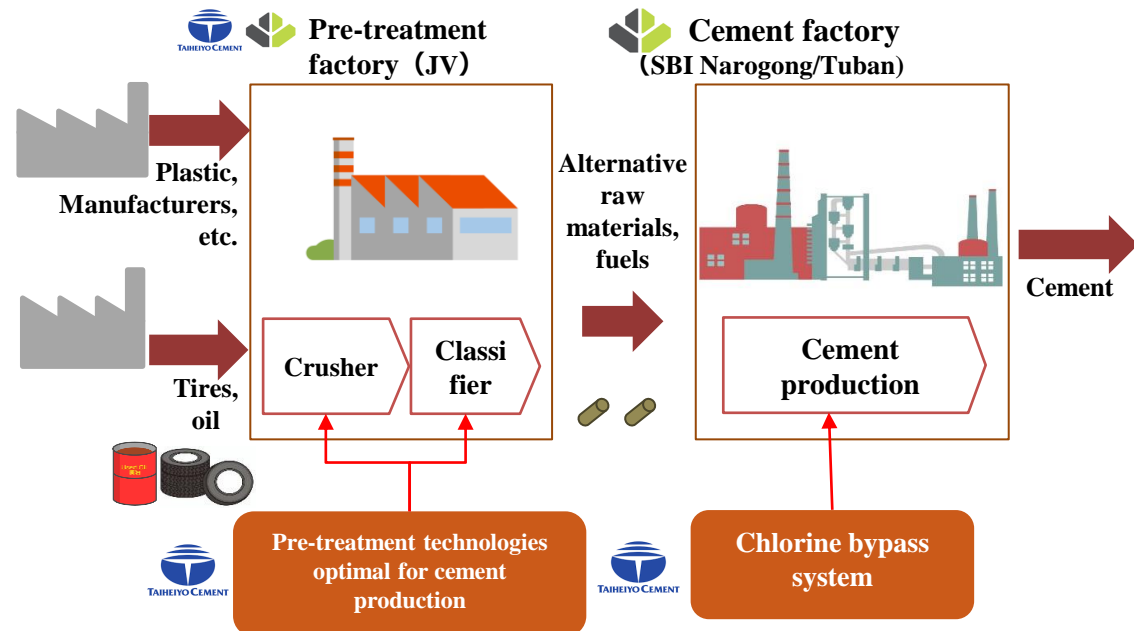 TAIHEIYO CEMENT
Pre-treatment
factory（JV）
Cement factory
（SBI Narogong/Tuban)
Plastic,
Manufacturers,
etc.
Alternative
raw
materials,
fuels
Cement
Crusher
Classi
fier
Cement
production
Tires,
oil
Used Oil
Pre-treatment technologies
optimal for cement
production
TAIHEIYO CEMENT
Chlorine bypass
system
TAIHEIYO CEMENT